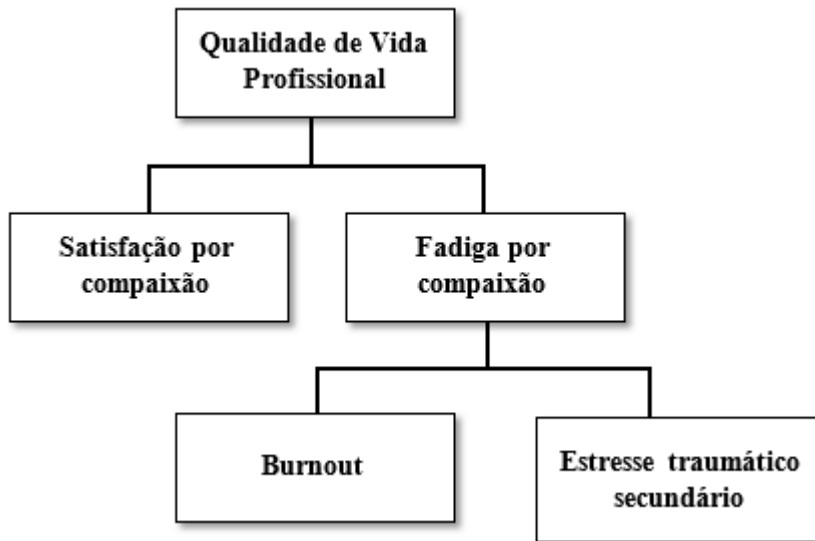 Qualidade de Vida
Profissional
Satisfação por
compaixão
Fadiga por
compaixão
Burnout
Estresse traumático
secundário